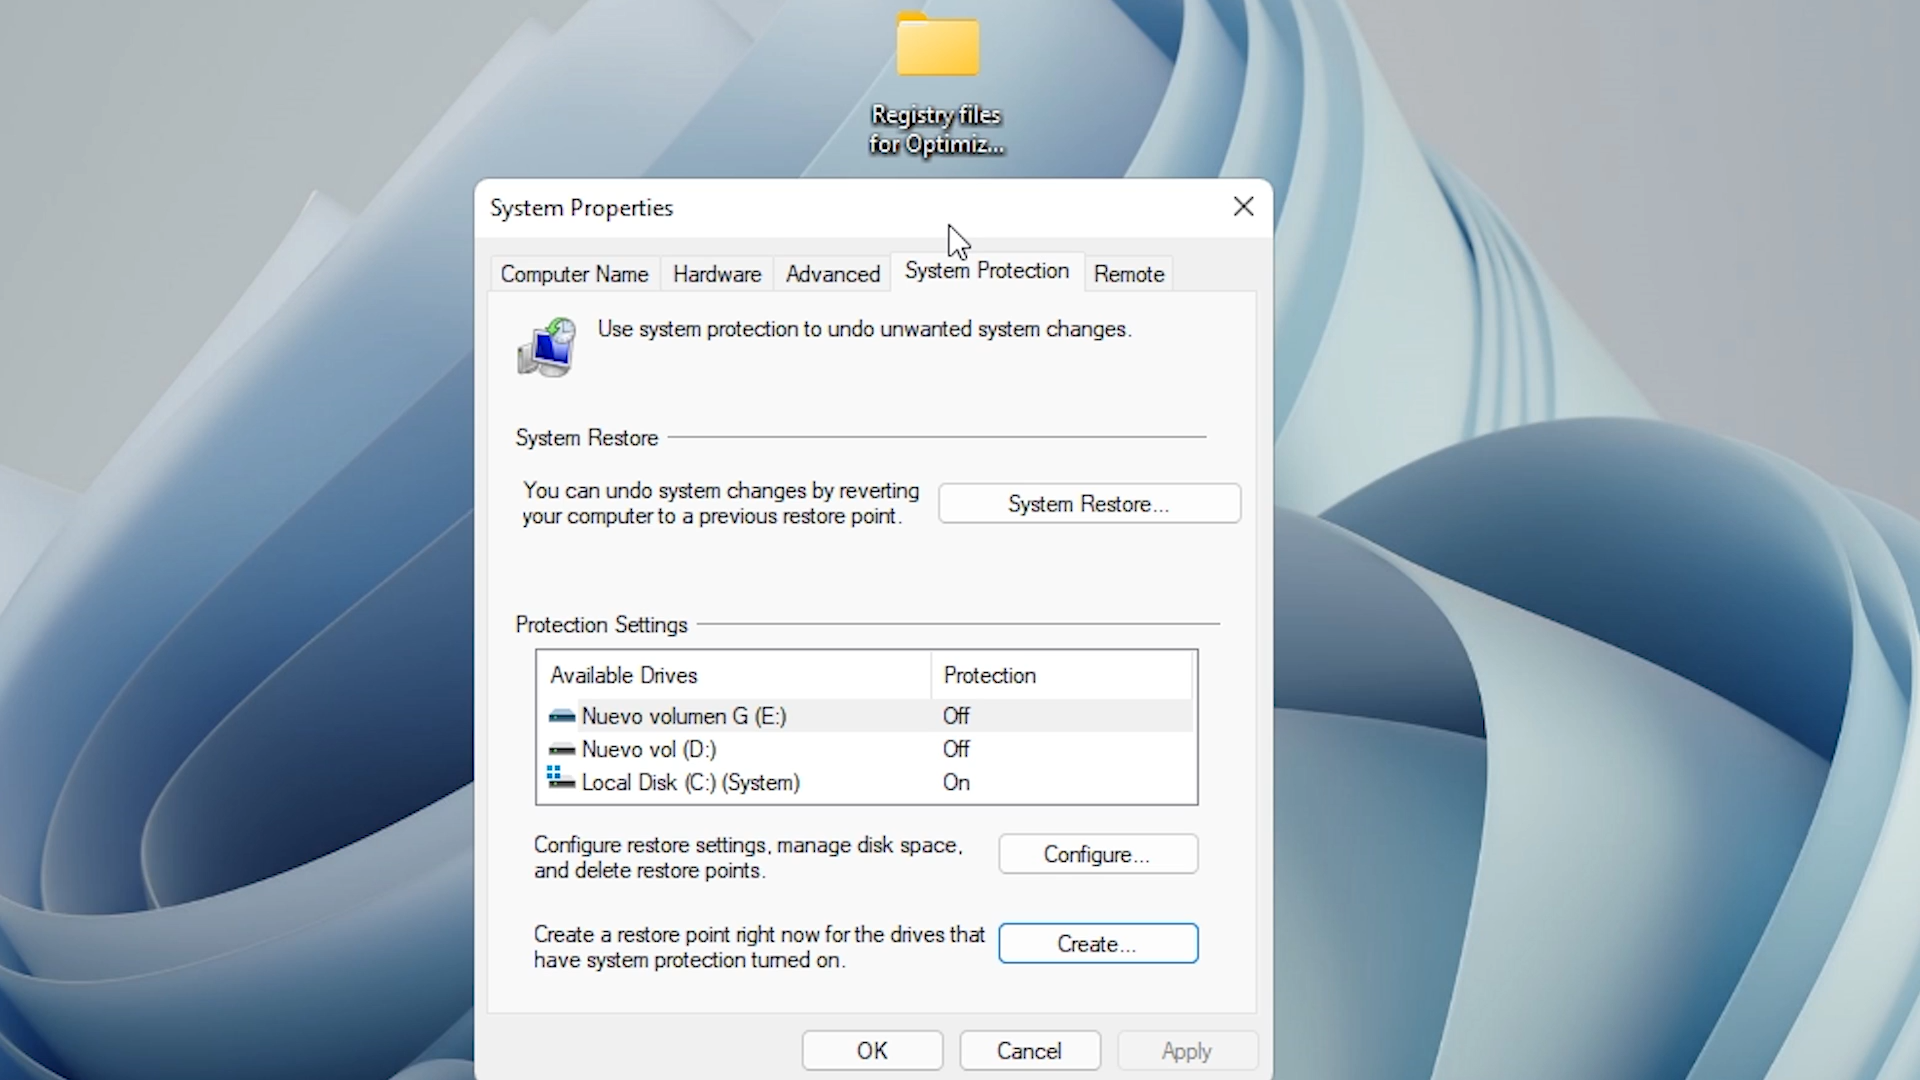 Registry files
for Optimiz...
System Properties
Computer Name
Hardware
Advanced
System Protection
Remote
Use system protection to undo unwanted system changes.
System Restore
You can undo system changes by reverting
your computer to a previous restore point.
System Restore...
Protection Settings
Available Drives
Protection
Nuevo volumen G (E:)
Off
Nuevo vol (D:)
Off
Local Disk (C:) (System)
On
Configure restore settings, manage disk space,
and delete restore points.
Configure...
Create a restore point right now for the drives that
have system protection turned on.
Create...
OK
Cancel
Apply